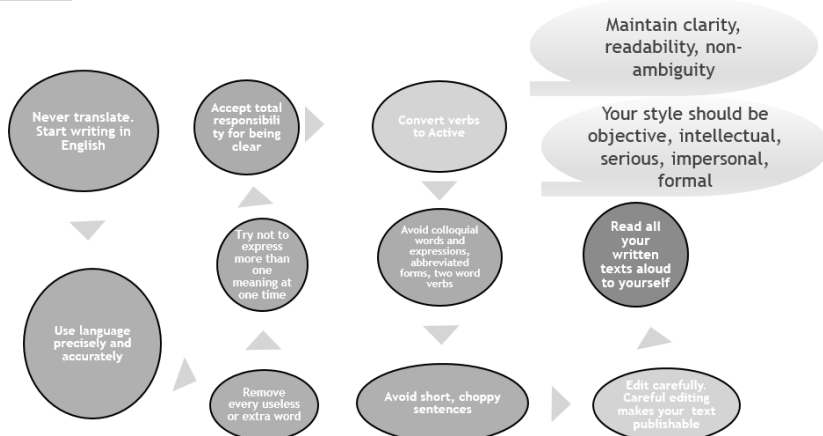 Never translate.
Start writing in
English
Use language
precisely and
accurately
Remove
every useless
or extra word
Try not to
express
more than
one
meaning at
one time
Accept total
responsibili
ty for being
clear
Convert verbs
to Active
Avoid colloquial
words and
expressions,
abbreviated
forms, two word
verbs
Avoid short, choppy
sentences
Edit carefully.
Careful editing
makes your text
publishable
Read all
your
written
texts aloud
to yourself
Maintain clarity,
readability, non-
ambiguity
Your style should be
objective, intellectual,
serious, impersonal,
formal